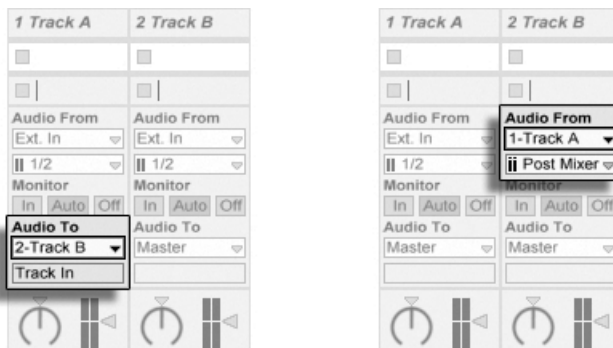 1 Track A 2 Track B
Audio From Audio From
Ext. In Ext. In
1/2 1/2
Monitor Monitor
In Auto Off In Auto Off
Audio To Audio To
2-Track B Master
Track In
1 Track A 2 Track B
Audio From Audio From
Ext. In 1-Track A
1/2 Post Mixer
Monitor Monitor
In Auto Off In Auto Off
Audio To Audio To
Master Master